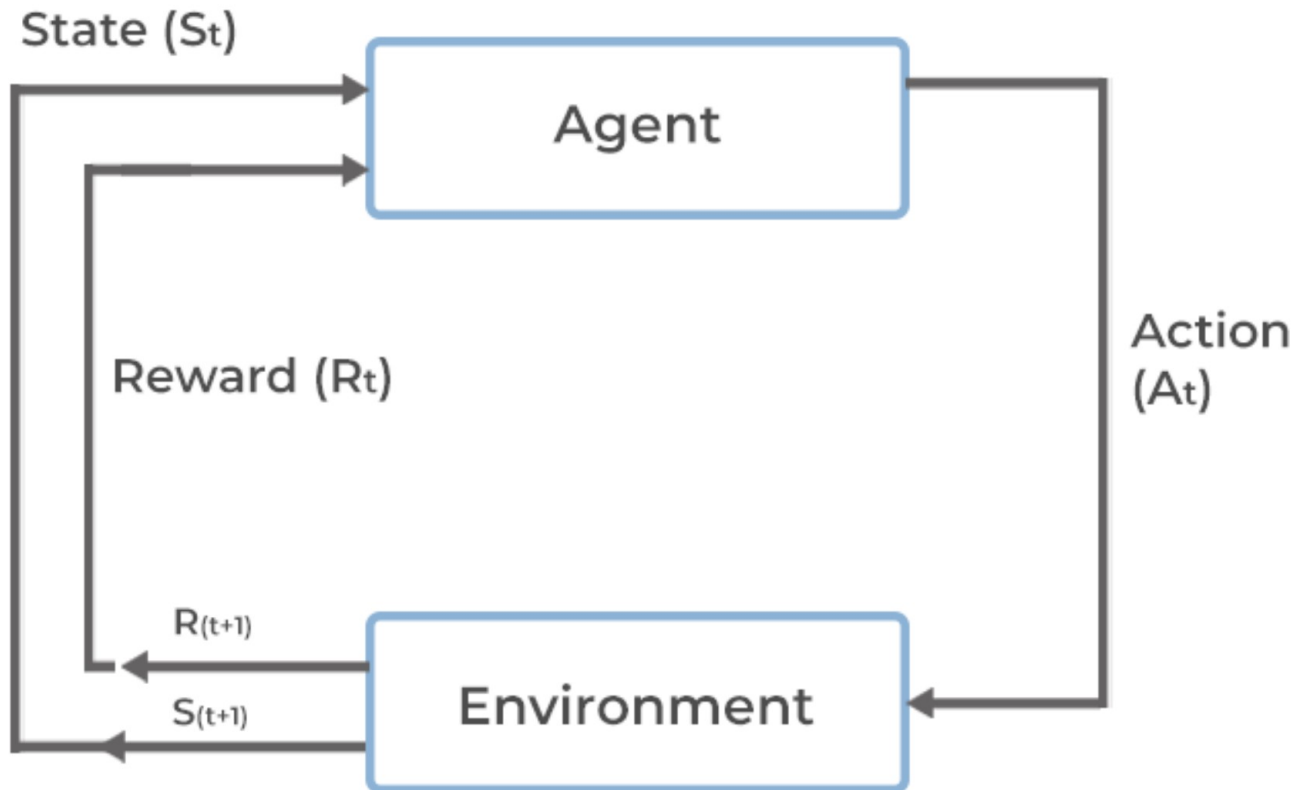 State (St)
Agent
Reward (Rt)
Action
(At)
R(t+1)
S(t+1)
Environment